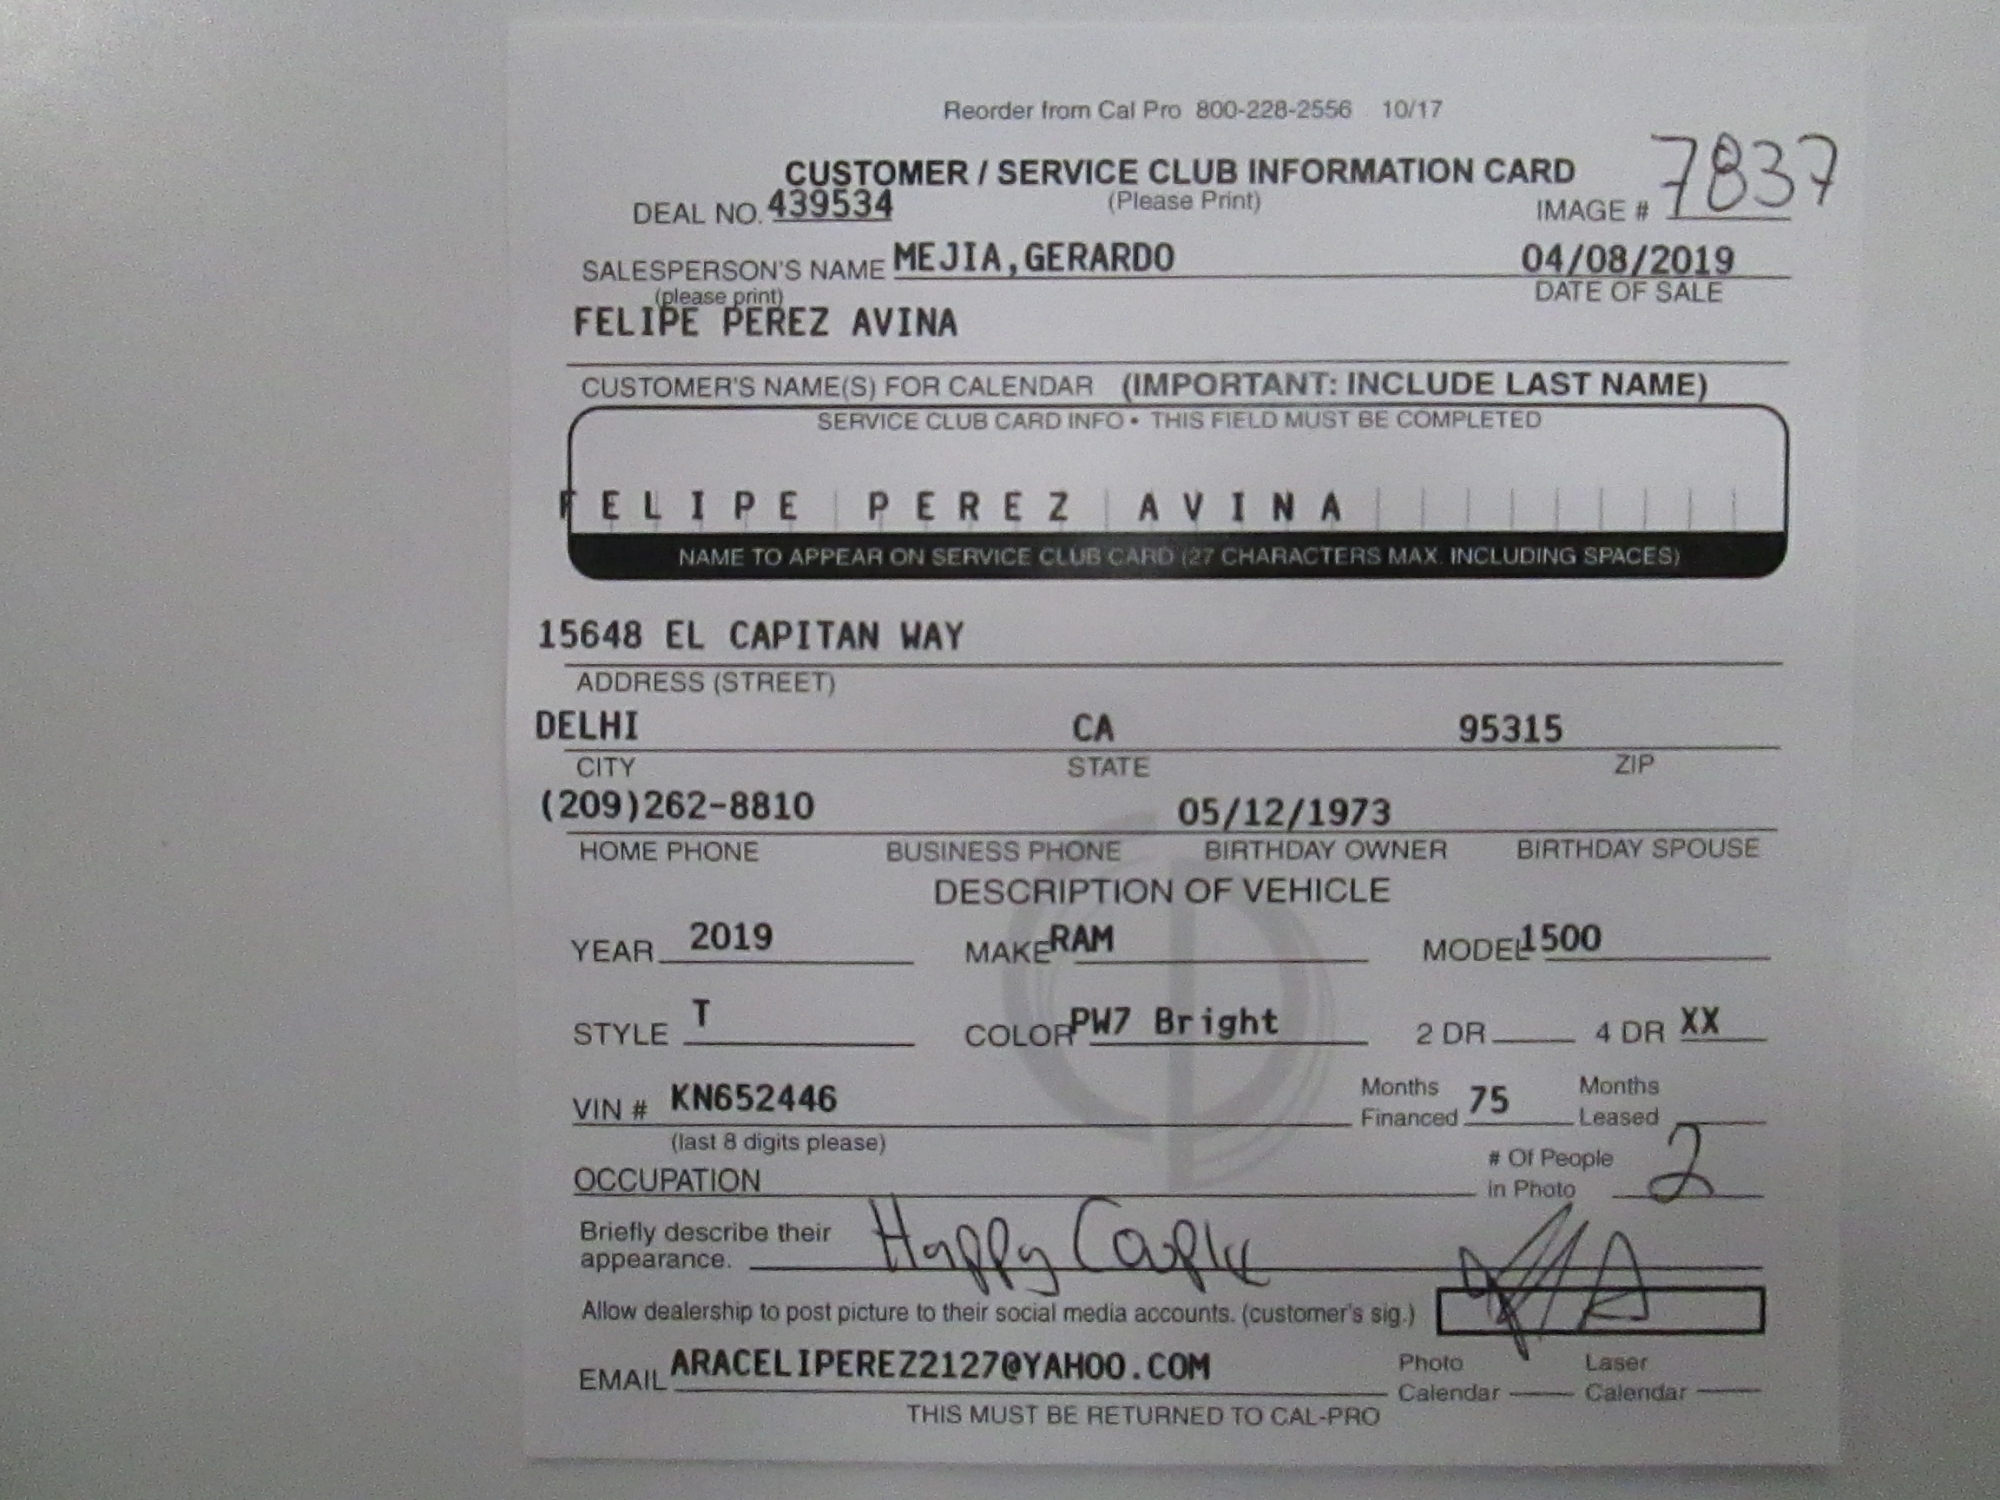 Reorder from Cal Pro 800-228-2556 10/17
CUSTOMER / SERVICE CLUB INFORMATION CARD
(Please Print)
DEAL NO. 439534 IMAGE # 7837
SALESPERSON'S NAME MEJIA,GERARDO 04/08/2019
(please print) DATE OF SALE
FELIPE PEREZ AVINA
CUSTOMER'S NAME(S) FOR CALENDAR (IMPORTANT: INCLUDE LAST NAME)
SERVICE CLUB CARD INFO • THIS FIELD MUST BE COMPLETED
FELIPE PEREZ AVINA
NAME TO APPEAR ON SERVICE CLUB CARD (27 CHARACTERS MAX. INCLUDING SPACES)
15648 EL CAPITAN WAY
ADDRESS (STREET)
DELHI CA 95315
CITY STATE ZIP
(209)262-8810 05/12/1973
HOME PHONE BUSINESS PHONE BIRTHDAY OWNER BIRTHDAY SPOUSE
DESCRIPTION OF VEHICLE
YEAR 2019 MAKE RAM MODEL 1500
STYLE T COLOR PW7 Bright 2 DR 4 DR XX
VIN # KN652446 Months Financed 75 Months Leased
(last 8 digits please)
OCCUPATION # Of People in Photo 2
Briefly describe their appearance. Happy Couple
Allow dealership to post picture to their social media accounts. (customer's sig.)
EMAIL ARACELIPEREZ2127@YAHOO.COM Photo Calendar Laser Calendar
THIS MUST BE RETURNED TO CAL-PRO